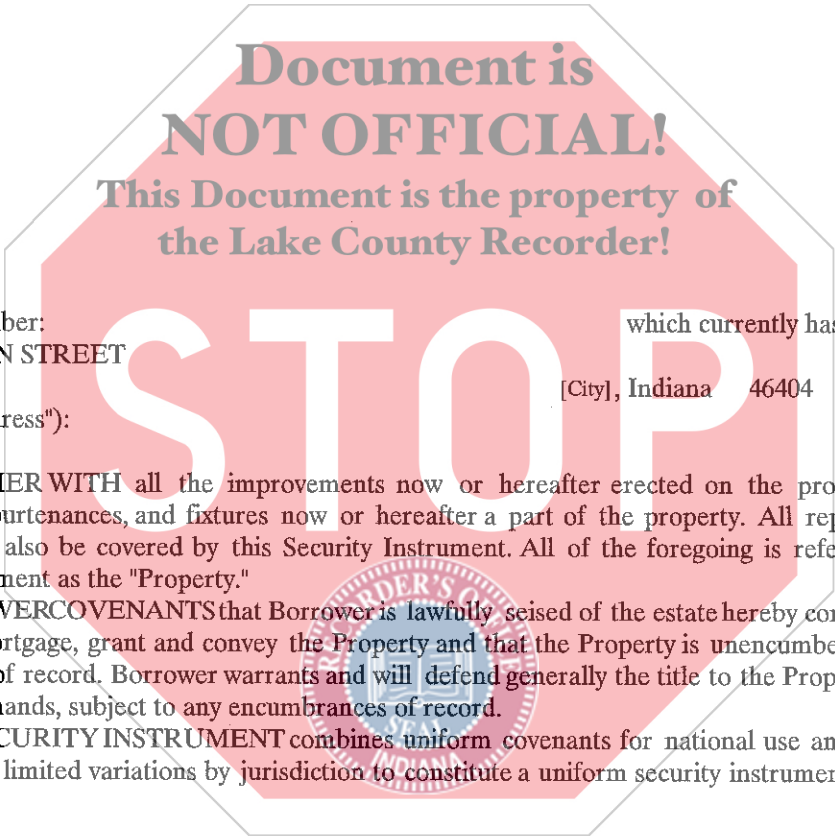 Document is
NOT OFFICIAL!
This Document is the property of
the Lake County Recorder!
STOP
ber: which currently has
N STREET
[City], Indiana 46404
ress"):
ER WITH all the improvements now or hereafter erected on the pro
urtenances, and fixtures now or hereafter a part of the property. All rep
also be covered by this Security Instrument. All of the foregoing is refe
ment as the "Property."
VERCOVENANTS that Borrower is lawfully seised of the estate hereby con
rtgage, grant and convey the Property and that the Property is unencumbe
of record. Borrower warrants and will defend generally the title to the Prop
ands, subject to any encumbrances of record.
CURITY INSTRUMENT combines uniform covenants for national use an
limited variations by jurisdiction to constitute a uniform security instrumen
RECORDER'S OFFICE
SEAL
INDIANA